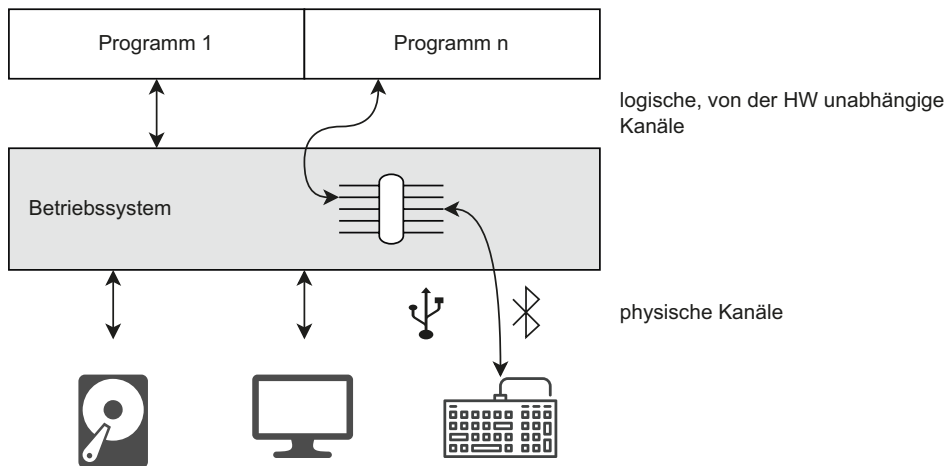 Programm 1
Programm n
logische, von der HW unabhängige
Kanäle
Betriebssystem
physische Kanäle